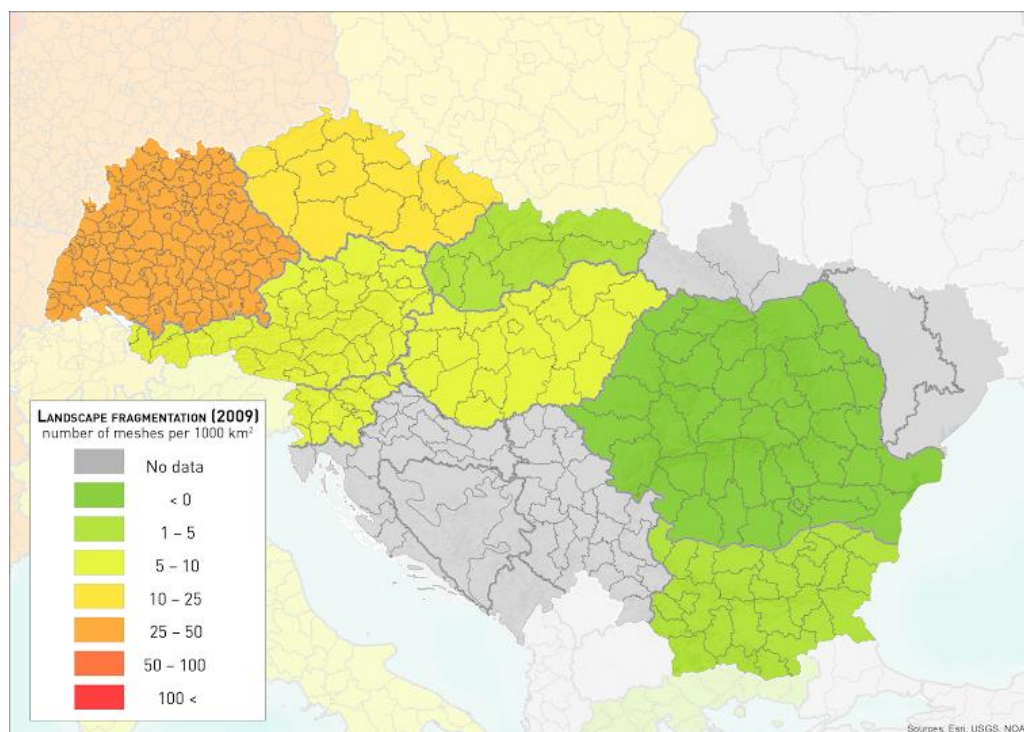 LANDSCAPE FRAGMENTATION (2009)
number of meshes per 1000 km²
No data
< 0
1 – 5
5 – 10
10 – 25
25 – 50
50 – 100
100 <
Sources: Esri, USGS, NOA